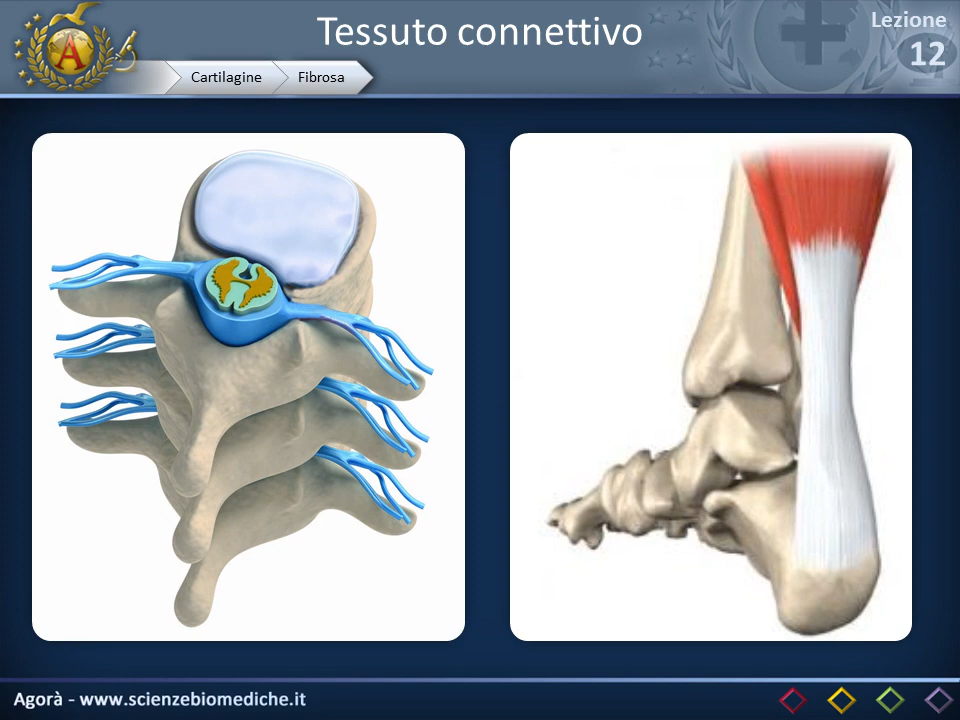 Tessuto connettivo
Lezione
12
Cartilagine
Fibrosa
A
Agorà - www.scienzebiomediche.it